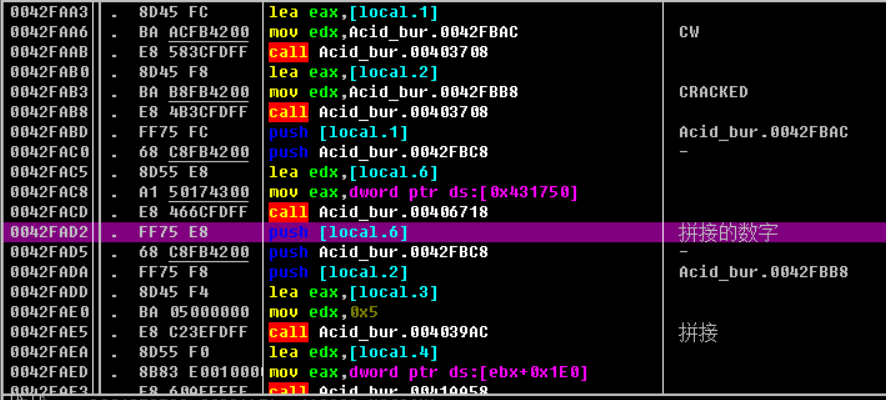 0042FAA3 . 8D45 FC lea eax,[local.1]
0042FAA6 . BA ACFB4200 mov edx,Acid_bur.0042FBAC CW
0042FAAB . E8 583CFDFF call Acid_bur.00403708
0042FAB0 . 8D45 F8 lea eax,[local.2]
0042FAB3 . BA B8FB4200 mov edx,Acid_bur.0042FBB8 CRACKED
0042FAB8 . E8 4B3CFDFF call Acid_bur.00403708
0042FABD . FF75 FC push [local.1] Acid_bur.0042FBAC
0042FAC0 . 68 C8FB4200 push Acid_bur.0042FBC8 -
0042FAC5 . 8D55 E8 lea edx,[local.6]
0042FAC8 . A1 50174300 mov eax,dword ptr ds:[0x431750]
0042FACD . E8 466CFDFF call Acid_bur.00406718
0042FAD2 . FF75 E8 push [local.6] 拼接的数字
0042FAD5 . 68 C8FB4200 push Acid_bur.0042FBC8 -
0042FADA . FF75 F8 push [local.2] Acid_bur.0042FBB8
0042FADD . 8D45 F4 lea eax,[local.3]
0042FAE0 . BA 05000000 mov edx,0x5
0042FAE5 . E8 C23EFDFF call Acid_bur.004039AC 拼接
0042FAEA . 8D55 F0 lea edx,[local.4]
0042FAED . 8B83 E0010000 mov eax,dword ptr ds:[ebx+0x1E0]
0042FAF3 . E8 60AFFEFF call Acid_bur.0041AA58